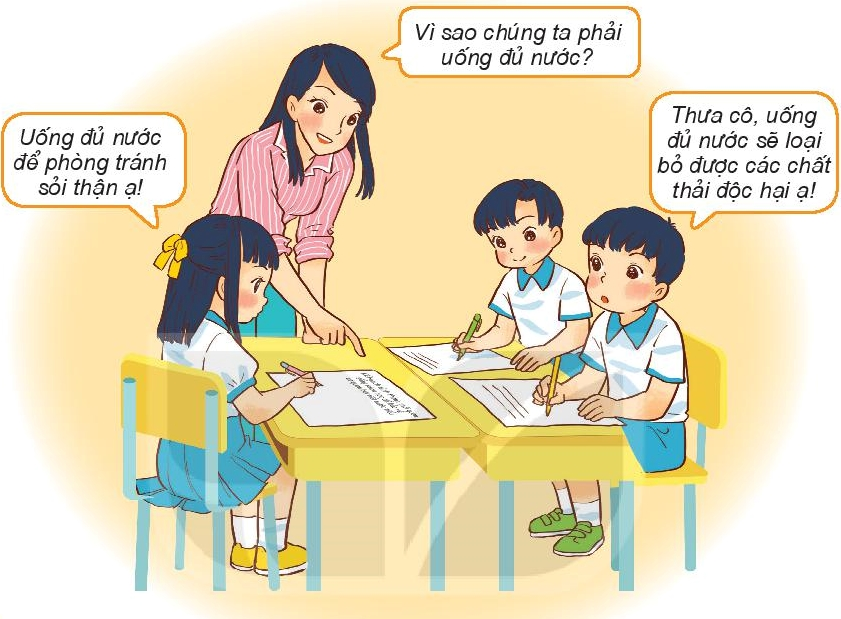 Vì sao chúng ta phải
uống đủ nước?
Uống đủ nước
để phòng tránh
sỏi thận ạ!
Thưa cô, uống
đủ nước sẽ loại
bỏ được các chất
thải độc hại ạ!